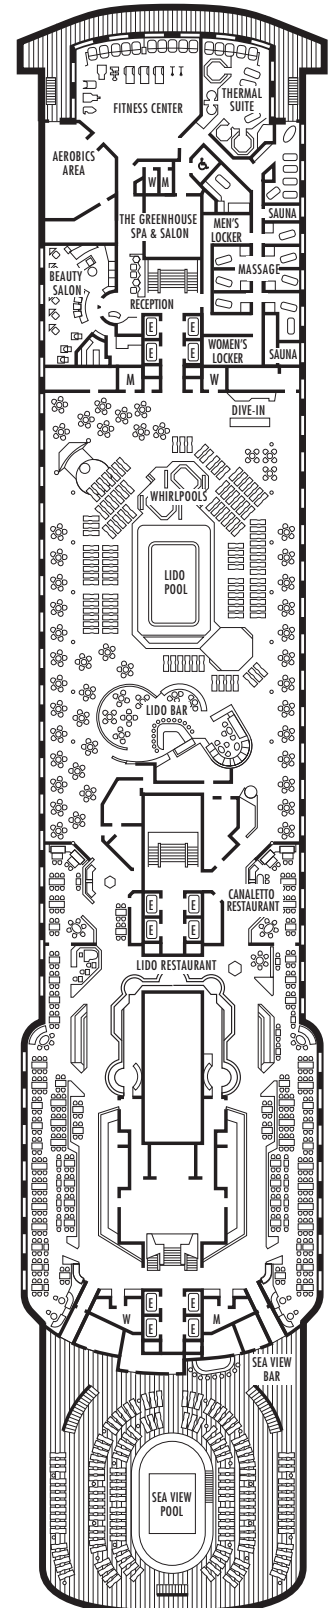 FITNESS CENTER
THERMAL
SUITE
AEROBICS
AREA
W M
THE GREENHOUSE
SPA & SALON
MEN'S
LOCKER
SAUNA
MASSAGE
BEAUTY
SALON
RECEPTION
E E
E E
WOMEN'S
LOCKER
SAUNA
M W
DIVE-IN
WHIRLPOOLS
LIDO
POOL
LIDO BAR
CANALETTO
RESTAURANT
E E
E E
LIDO RESTAURANT
E E
W E E M
SEA VIEW
BAR
SEA VIEW
POOL